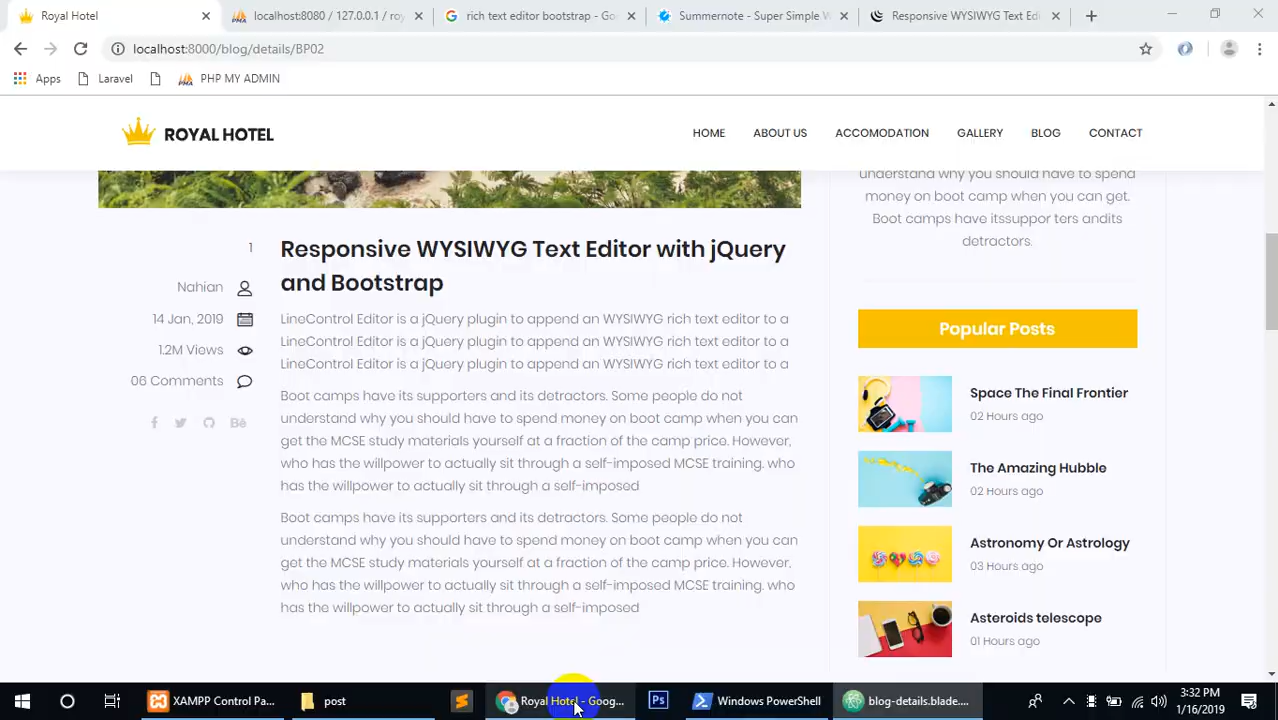 Royal Hotel
localhost:8080 / 127.0.0.1 / roy
rich text editor bootstrap - Goo
Summernote - Super Simple W
Responsive WYSIWYG Text Edi
localhost:8000/blog/details/BP02
Apps
Laravel
PHP MY ADMIN
ROYAL HOTEL
HOME
ABOUT US
ACCOMODATION
GALLERY
BLOG
CONTACT
1
Nahian
14 Jan, 2019
1.2M Views
06 Comments
Responsive WYSIWYG Text Editor with jQuery
and Bootstrap
LineControl Editor is a jQuery plugin to append an WYSIWYG rich text editor to a
LineControl Editor is a jQuery plugin to append an WYSIWYG rich text editor to a
LineControl Editor is a jQuery plugin to append an WYSIWYG rich text editor to a
Boot camps have its supporters and its detractors. Some people do not
understand why you should have to spend money on boot camp when you can
get the MCSE study materials yourself at a fraction of the camp price. However,
who has the willpower to actually sit through a self-imposed MCSE training. who
has the willpower to actually sit through a self-imposed
Boot camps have its supporters and its detractors. Some people do not
understand why you should have to spend money on boot camp when you can
get the MCSE study materials yourself at a fraction of the camp price. However,
who has the willpower to actually sit through a self-imposed MCSE training. who
has the willpower to actually sit through a self-imposed
understand why you should have to spend
money on boot camp when you can get.
Boot camps have itssuppor ters andits
detractors.
Popular Posts
Space The Final Frontier
02 Hours ago
The Amazing Hubble
02 Hours ago
Astronomy Or Astrology
03 Hours ago
Asteroids telescope
01 Hours ago
XAMPP Control Pa...
post
Royal Hotel - Goog...
Ps
Windows PowerShell
blog-details.blade....
3:32 PM
1/16/2019